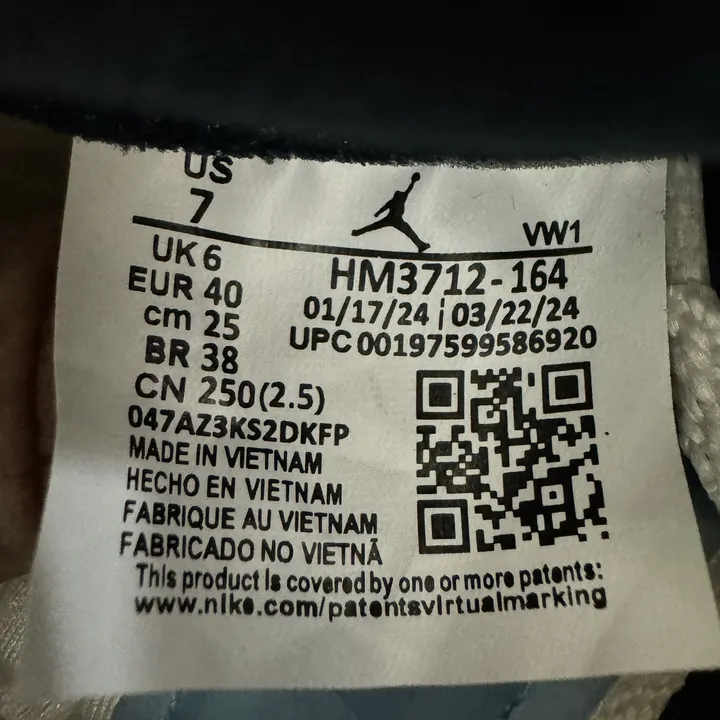 US
7
VW1
UK 6
EUR 40
cm 25
BR 38
CN 250(2.5)
HM3712-164
01/17/24 | 03/22/24
UPC 00197599586920
047AZ3KS2DKFP
MADE IN VIETNAM
HECHO EN VIETNAM
FABRIQUE AU VIETNAM
FABRICADO NO VIETNÃ
This product is covered by one or more patents:
www.nike.com/patentsvirtualmarking